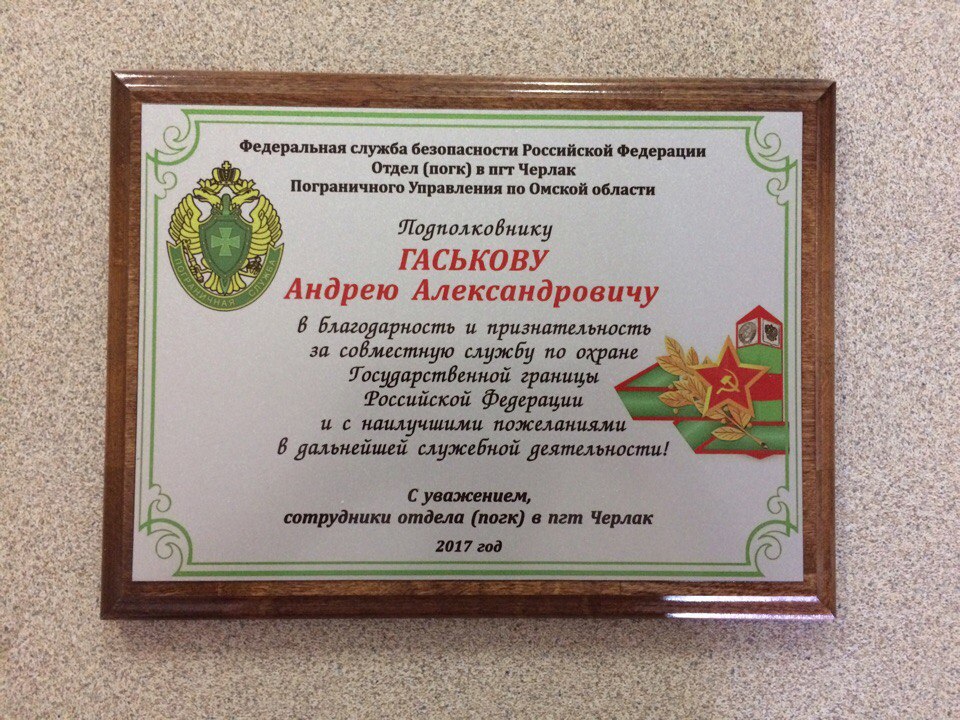 Федеральная служба безопасности Российской Федерации
Отдел (погк) в пгт Черлак
Пограничного Управления по Омской области
ПОГРАНИЧНАЯ СЛУЖБА
Подполковнику
ГАСЬКОВУ
Андрею Александровичу
в благодарность и признательность
за совместную службу по охране
Государственной границы
Российской Федерации
и с наилучшими пожеланиями
в дальнейшей служебной деятельности!
С уважением,
сотрудники отдела (погк) в пгт Черлак
2017 год